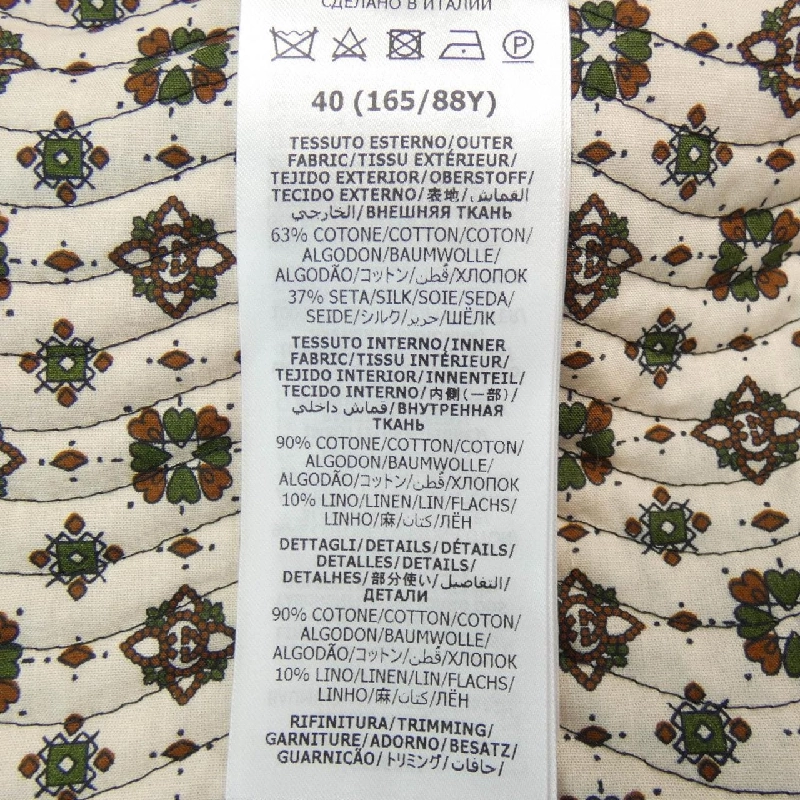 СДЕЛАНО В ИТАЛИИ
P
40 (165/88Y)
TESSUTO ESTERNO/OUTER
FABRIC/TISSU EXTÉRIEUR/
TEJIDO EXTERIOR/OBERSTOFF/
TECIDO EXTERNO/表地/القماش
الخارجي/ВНЕШНЯЯ ТКАНЬ
63% COTONE/COTTON/COTON/
ALGODON/BAUMWOLLE/
ALGODÃO/コットン/قُطن/ХЛОПОК
37% SETA/SILK/SOIE/SEDA/
SEIDE/シルク/حرير/ШЁЛК
TESSUTO INTERNO/INNER
FABRIC/TISSU INTÉRIEUR/
TEJIDO INTERIOR/INNENTEIL/
TECIDO INTERNO/内側(一部)/
قماش داخلي/ВНУТРЕННАЯ
ТКАНЬ
90% COTONE/COTTON/COTON/
ALGODON/BAUMWOLLE/
ALGODÃO/コットン/قُطن/ХЛОПОК
10% LINO/LINEN/LIN/FLACHS/
LINHO/麻/كتان/ЛЁН
DETTAGLI/DETAILS/DÉTAILS/
DETALLES/DETAILS/
DETALHES/部分使い/التفاصيل/
ДЕТАЛИ
90% COTONE/COTTON/COTON/
ALGODON/BAUMWOLLE/
ALGODÃO/コットン/قُطن/ХЛОПОК
10% LINO/LINEN/LIN/FLACHS/
LINHO/麻/كتان/ЛЁН
RIFINITURA/TRIMMING/
GARNITURE/ADORNO/BESATZ/
GUARNICÃO/トリミング/حافات/